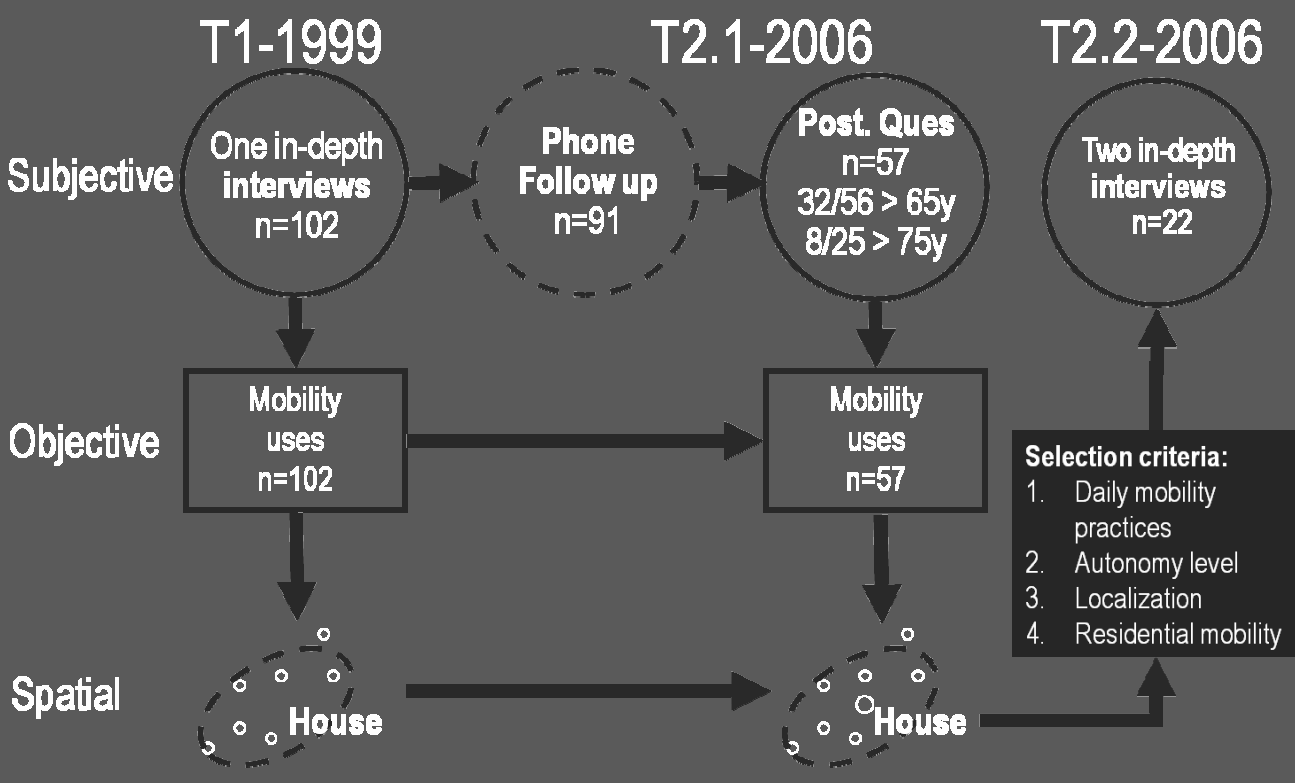 T1-1999
T2.1-2006
T2.2-2006
Subjective
One in-depth
interviews
n=102
Phone
Follow up
n=91
Post. Ques
n=57
32/56 > 65y
8/25 > 75y
Two in-depth
interviews
n=22
Objective
Mobility
uses
n=102
Mobility
uses
n=57
Selection criteria:
1. Daily mobility
practices
2. Autonomy level
3. Localization
4. Residential mobility
Spatial
House
House